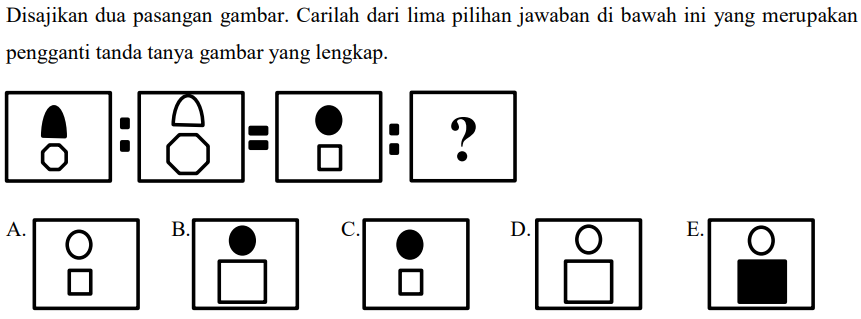 Disajikan dua pasangan gambar. Carilah dari lima pilihan jawaban di bawah ini yang merupakan
pengganti tanda tanya gambar yang lengkap.
: = : ?
A. B. C. D. E.